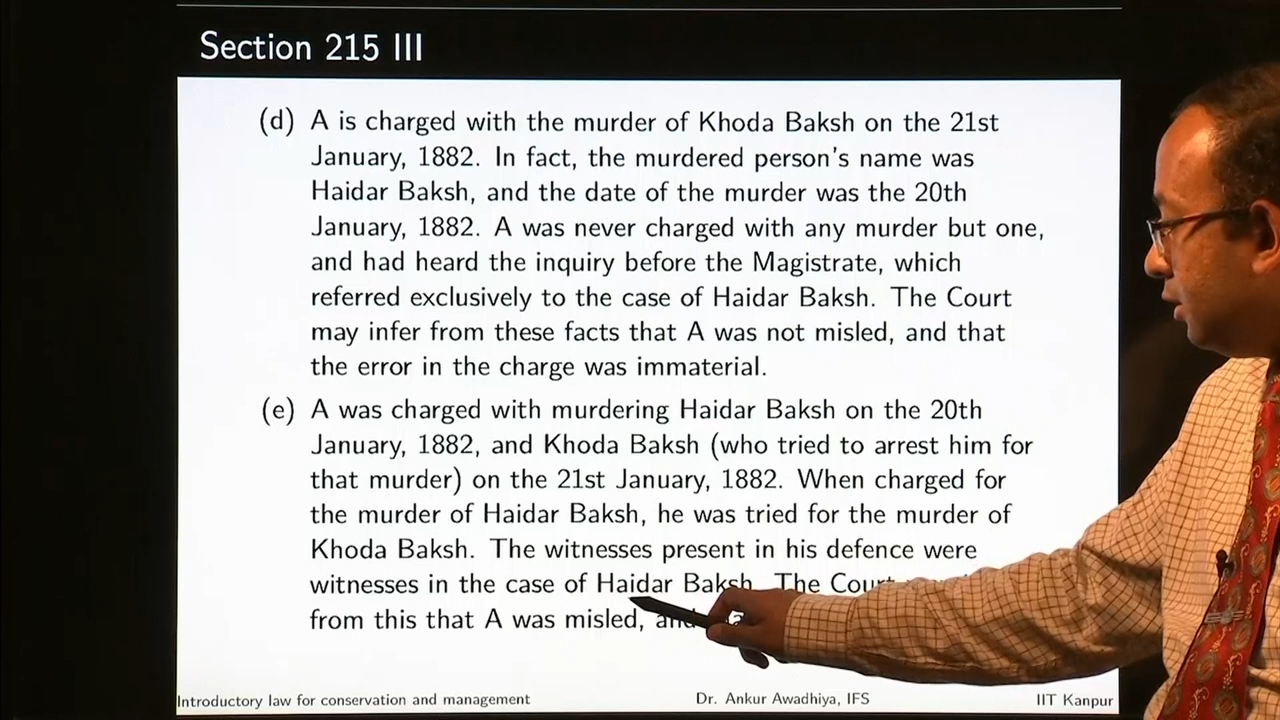 Section 215 III
(d) A is charged with the murder of Khoda Baksh on the 21st
January, 1882. In fact, the murdered person's name was
Haidar Baksh, and the date of the murder was the 20th
January, 1882. A was never charged with any murder but one,
and had heard the inquiry before the Magistrate, which
referred exclusively to the case of Haidar Baksh. The Court
may infer from these facts that A was not misled, and that
the error in the charge was immaterial.
(e) A was charged with murdering Haidar Baksh on the 20th
January, 1882, and Khoda Baksh (who tried to arrest him for
that murder) on the 21st January, 1882. When charged for
the murder of Haidar Baksh, he was tried for the murder of
Khoda Baksh. The witnesses present in his defence were
witnesses in the case of Haidar Baksh. The Court
from this that A was misled, and
Introductory law for conservation and management Dr. Ankur Awadhiya, IFS IIT Kanpur